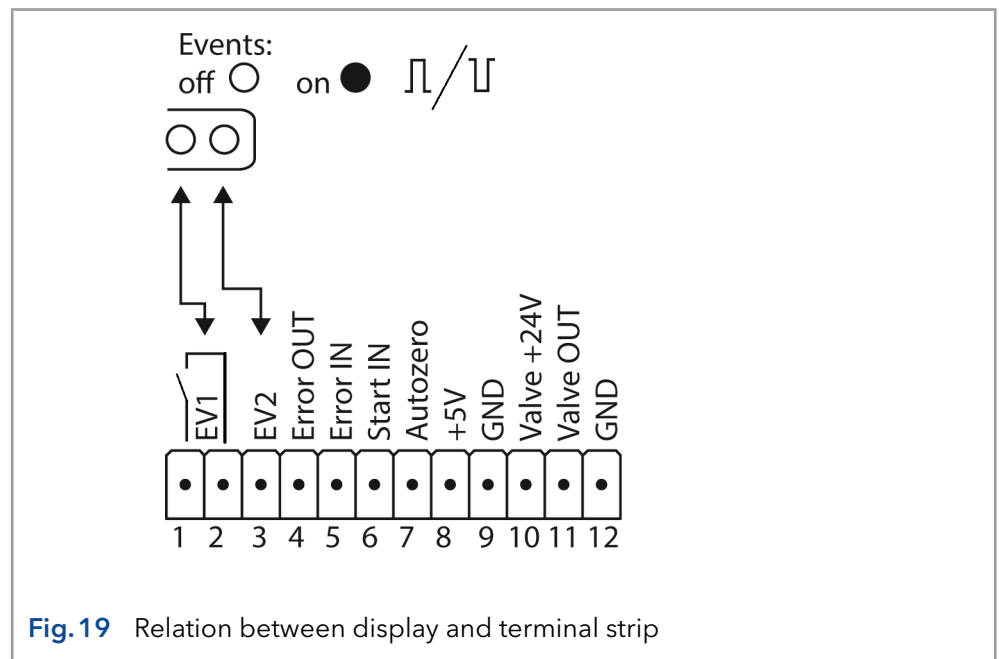 Events:
off on
EV1 EV2 Error OUT Error IN Start IN Autozero +5V GND Valve +24V Valve OUT GND
1 2 3 4 5 6 7 8 9 10 11 12
Fig. 19 Relation between display and terminal strip